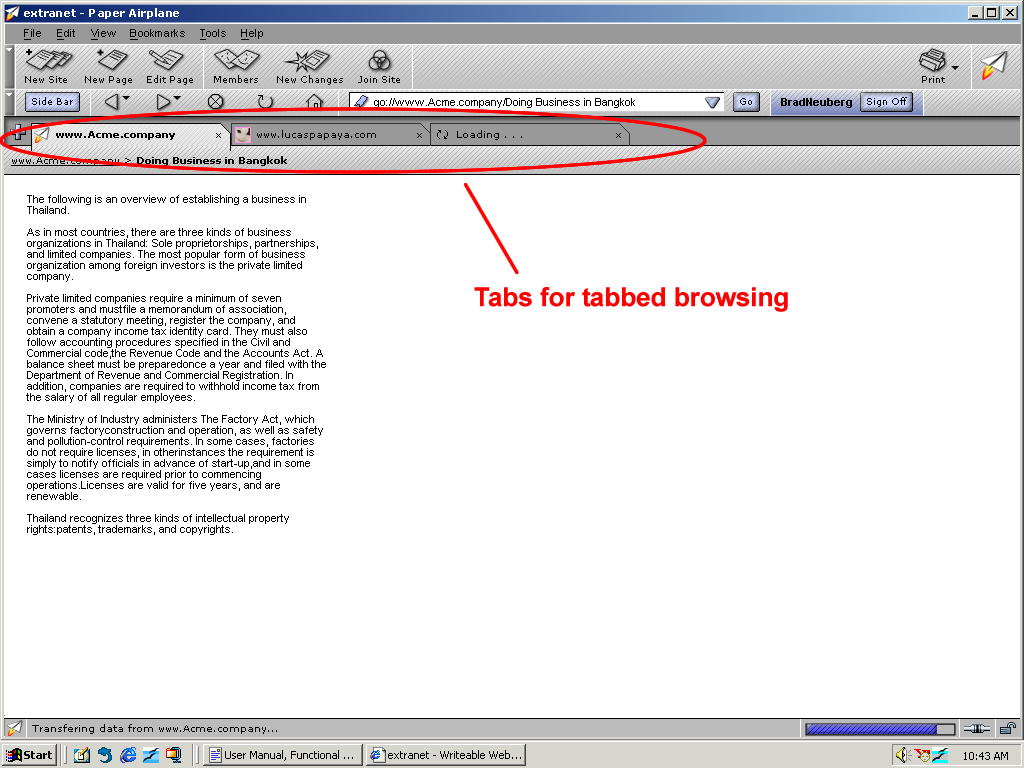 extranet - Paper Airplane
File Edit View Bookmarks Tools Help
New Site New Page Edit Page Members New Changes Join Site Print
Side Bar go://www.Acme.company/Doing Business in Bangkok Go BradNeuberg Sign Off
www.Acme.company x www.lucaspapaya.com x Loading . . . x
www.Acme.company > Doing Business in Bangkok
The following is an overview of establishing a business in
Thailand.
As in most countries, there are three kinds of business
organizations in Thailand: Sole proprietorships, partnerships,
and limited companies. The most popular form of business
organization among foreign investors is the private limited
company.
Private limited companies require a minimum of seven
promoters and mustfile a memorandum of association,
convene a statutory meeting, register the company, and
obtain a company income tax identity card. They must also
follow accounting procedures specified in the Civil and
Commercial code,the Revenue Code and the Accounts Act. A
balance sheet must be preparedonce a year and filed with the
Department of Revenue and Commercial Registration. In
addition, companies are required to withhold income tax from
the salary of all regular employees.
The Ministry of Industry administers The Factory Act, which
governs factoryconstruction and operation, as well as safety
and pollution-control requirements. In some cases, factories
do not require licenses, in otherinstances the requirement is
simply to notify officials in advance of start-up,and in some
cases licenses are required prior to commencing
operations.Licenses are valid for five years, and are
renewable.
Thailand recognizes three kinds of intellectual property
rights:patents, trademarks, and copyrights.
Tabs for tabbed browsing
Transfering data from www.Acme.company...
Start User Manual, Functional ... extranet - Writeable Web... 10:43 AM